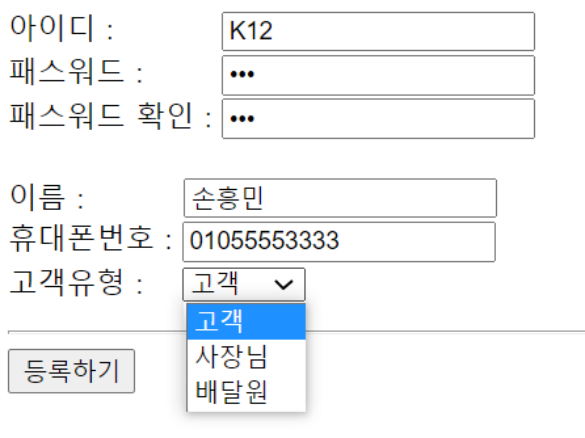 아이디 : K12
패스워드 : •••
패스워드 확인 : •••
이름 : 손흥민
휴대폰번호 : 01055553333
고객유형 : 고객
고객
사장님
배달원
등록하기